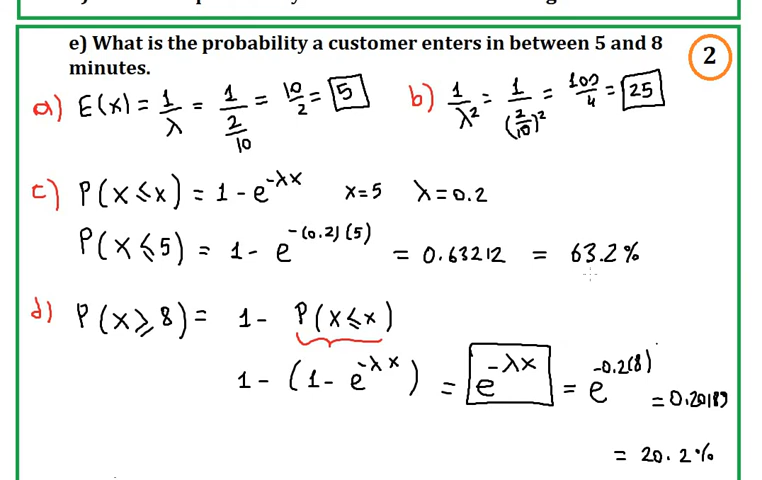 e) What is the probability a customer enters in between 5 and 8
minutes.
2
a) E(x) = 1/λ = 1/(2/10) = 10/2 = 5
b) 1/λ² = 1/(2/10)² = 100/4 = 25
c) P(X ≤ x) = 1 - e^-λx x=5 λ=0.2
P(X ≤ 5) = 1 - e^-(0.2)(5) = 0.63212 = 63.2%
d) P(X ≥ 8) = 1 - P(X ≤ x)
1 - (1 - e^-λx) = e^-λx = e^-0.2(8) = 0.20189
= 20.2%